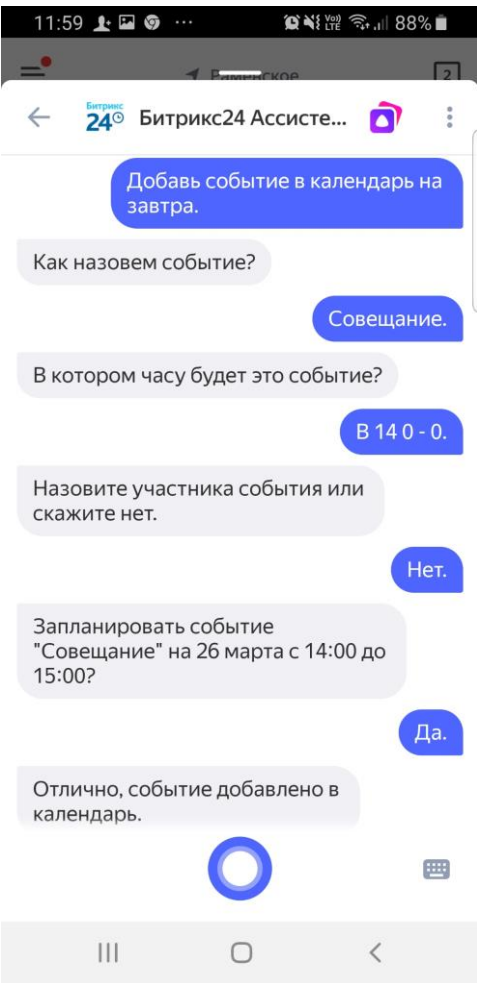 11:59 88%
Раменское 2
Битрикс 24 Битрикс24 Ассисте...
Добавь событие в календарь на
завтра.
Как назовем событие?
Совещание.
В котором часу будет это событие?
В 14 0 - 0.
Назовите участника события или
скажите нет.
Нет.
Запланировать событие
"Совещание" на 26 марта с 14:00 до
15:00?
Да.
Отлично, событие добавлено в
календарь.